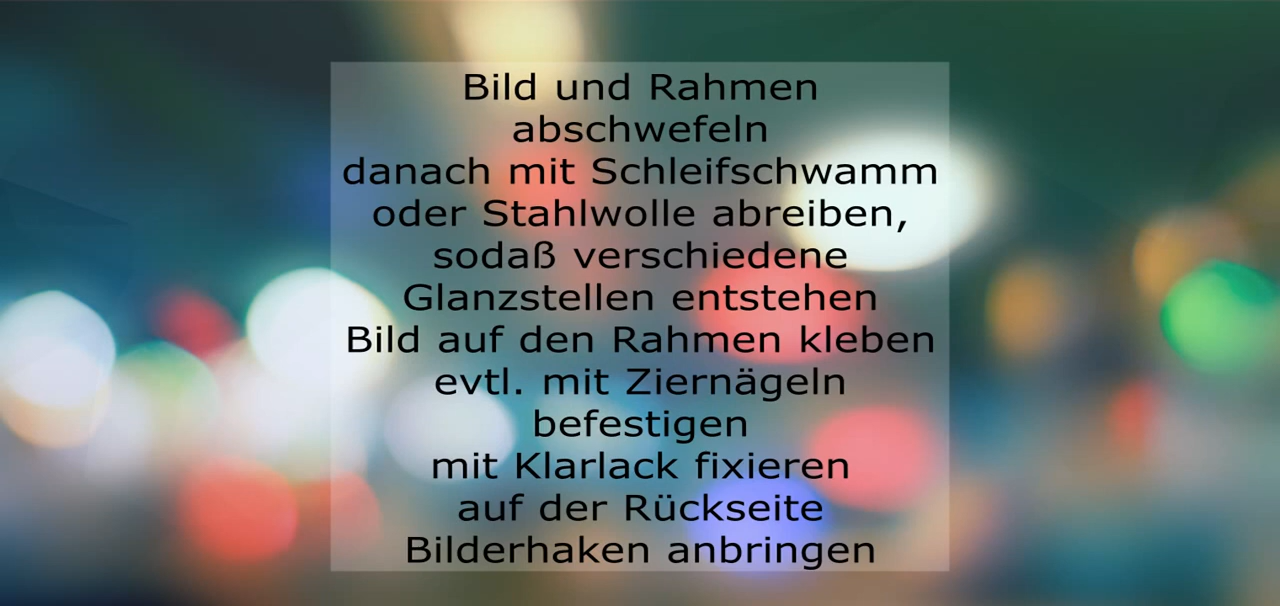 Bild und Rahmen
abschwefeln
danach mit Schleifschwamm
oder Stahlwolle abreiben,
sodaß verschiedene
Glanzstellen entstehen
Bild auf den Rahmen kleben
evtl. mit Ziernägeln
befestigen
mit Klarlack fixieren
auf der Rückseite
Bilderhaken anbringen